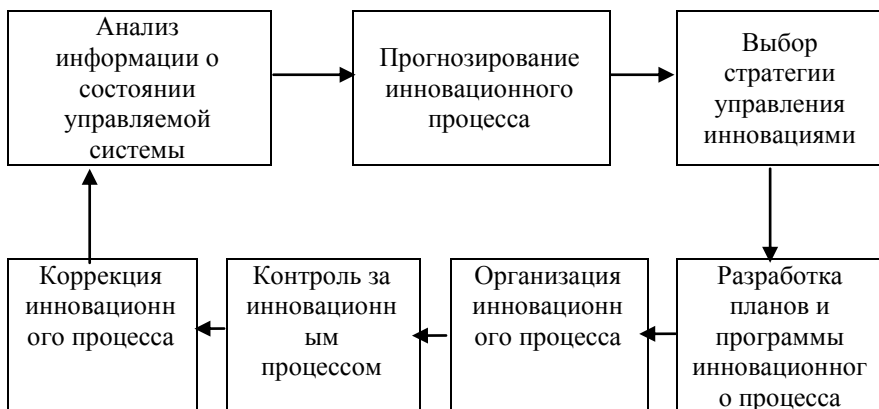 Анализ
информации о
состоянии
управляемой
системы
Прогнозирование
инновационного
процесса
Выбор
стратегии
управления
инновациями
Разработка
планов и
программы
инновационног
о процесса
Организация
инновационн
ого процесса
Контроль за
инновационн
ым
процессом
Коррекция
инновационн
ого процесса